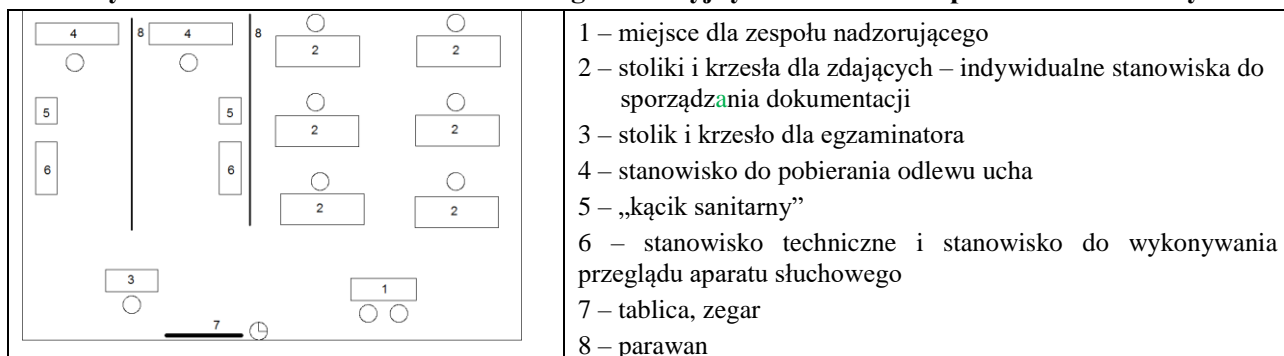 4
8
4
8
2
2
5
5
2
2
6
6
2
2
3
1
7
1 – miejsce dla zespołu nadzorującego
2 – stoliki i krzesła dla zdających – indywidualne stanowiska do
sporządzania dokumentacji
3 – stolik i krzesło dla egzaminatora
4 – stanowisko do pobierania odlewu ucha
5 – „kącik sanitarny”
6 – stanowisko techniczne i stanowisko do wykonywania
przeglądu aparatu słuchowego
7 – tablica, zegar
8 – parawan